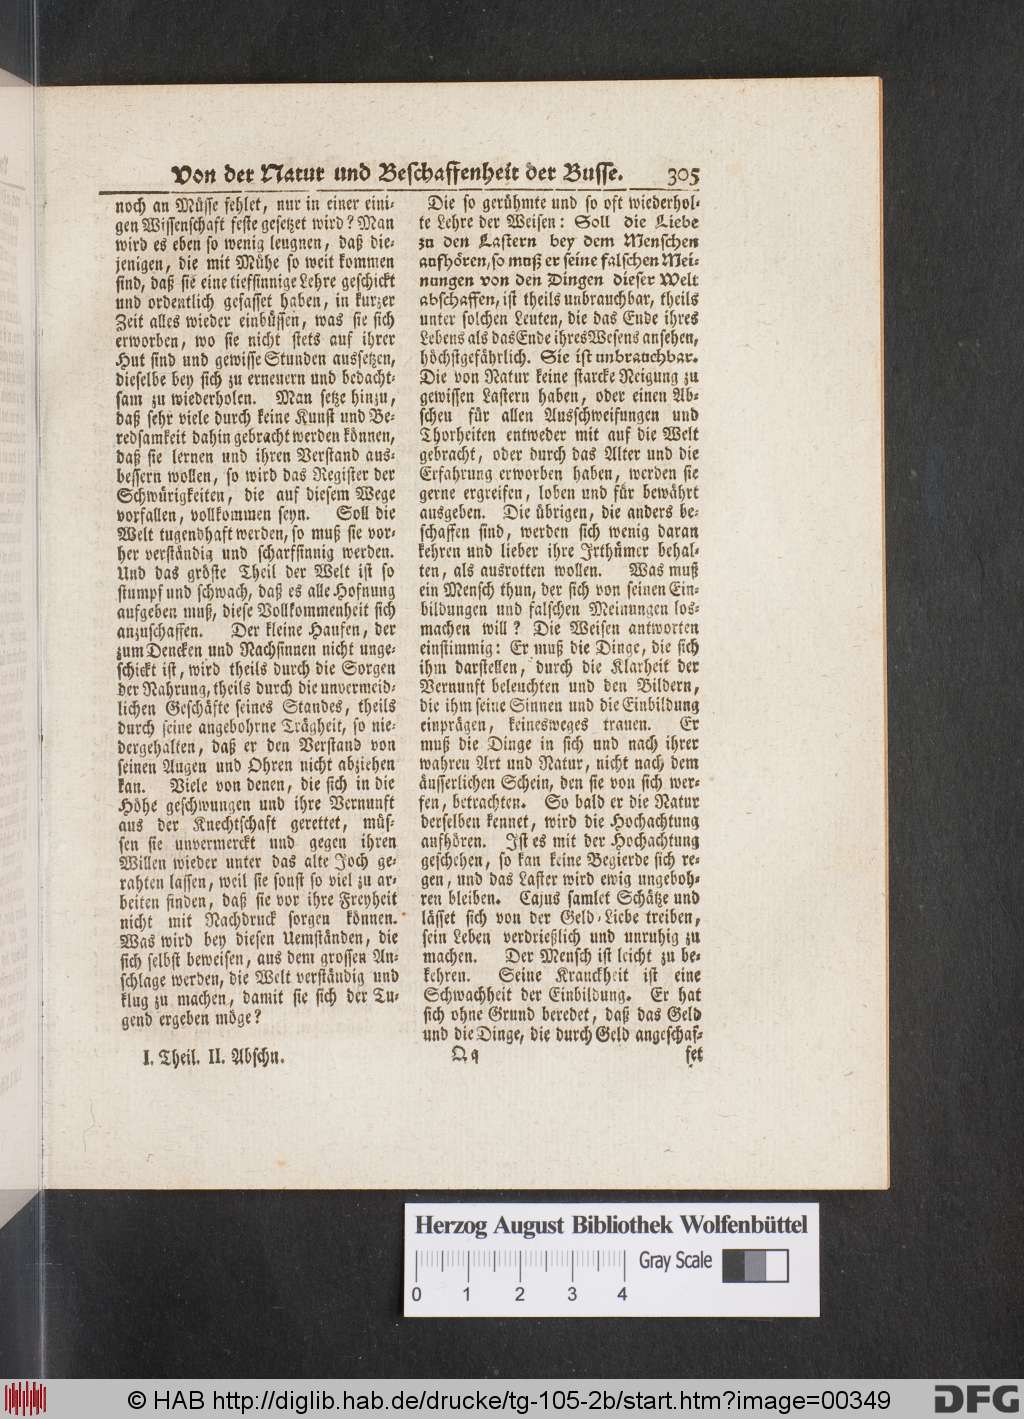 Von der Natur und Beschaffenheit der Busse. 305
noch an Müsse fehlet, nur in einer eini-
gen Wissenschaft feste gesetzet wird? Man
wird es eben so wenig leugnen, daß die-
jenigen, die mit Mühe so weit kommen
sind, daß sie eine tiefsinnige Lehre geschickt
und ordentlich gefasset haben, in kurzer
Zeit alles wieder einbüssen, was sie sich
erworben, wo sie nicht stets auf ihrer
Hut sind und gewisse Stunden aussetzen,
dieselbe bey sich zu erneuern und bedacht-
sam zu wiederholen. Man setze hinzu,
daß sehr viele durch keine Kunst und Be-
redsamkeit dahin gebracht werden können,
daß sie lernen und ihren Verstand aus-
bessern wollen, so wird das Register der
Schwürigkeiten, die auf diesem Wege
vorfallen, vollkommen seyn. Soll die
Welt tugendhaft werden, so muß sie vor-
her verständig und scharfsinnig werden.
Und das gröste Theil der Welt ist so
stumpf und schwach, daß es alle Hofnung
aufgeben muß, diese Vollkommenheit sich
anzuschaffen. Der kleine Haufen, der
zum Dencken und Nachsinnen nicht unge-
schickt ist, wird theils durch die Sorgen
der Nahrung, theils durch die unvermeid-
lichen Geschäfte seines Standes, theils
durch seine angebohrne Trägheit, so nie-
dergehalten, daß er den Verstand von
seinen Augen und Ohren nicht abziehen
kan. Viele von denen, die sich in die
Höhe geschwungen und ihre Vernunft
aus der Knechtschaft gerettet, müs-
sen sie unvermerckt und gegen ihren
Willen wieder unter das alte Joch ge-
rahten lassen, weil sie sonst so viel zu ar-
beiten finden, daß sie vor ihre Freyheit
nicht mit Nachdruck sorgen können.
Was wird bey diesen Uemständen, die
sich selbst beweisen, aus dem grossen An-
schlage werden, die Welt verständig und
klug zu machen, damit sie sich der Tu-
gend ergeben möge?
I. Theil. II. Abschn.
Die so gerühmte und so oft wiederhol-
te Lehre der Weisen: Soll die Liebe
zu den Lastern bey dem Menschen
aufhören, so muß er seine falschen Mei-
nungen von den Dingen dieser Welt
abschaffen, ist theils unbrauchbar, theils
unter solchen Leuten, die das Ende ihres
Lebens als das Ende ihres Wesens ansehen,
höchstgefährlich. Sie ist unbrauchbar.
Die von Natur keine starcke Neigung zu
gewissen Lastern haben, oder einen Ab-
scheu für allen Ausschweifungen und
Thorheiten entweder mit auf die Welt
gebracht, oder durch das Alter und die
Erfahrung erworben haben, werden sie
gerne ergreifen, loben und für bewährt
ausgeben. Die übrigen, die anders be-
schaffen sind, werden sich wenig daran
kehren und lieber ihre Irthümer behal-
ten, als ausrotten wollen. Was muß
ein Mensch thun, der sich von seinen Ein-
bildungen und falschen Meinungen los-
machen will? Die Weisen antworten
einstimmig: Er muß die Dinge, die sich
ihm darstellen, durch die Klarheit der
Vernunft beleuchten und den Bildern,
die ihm seine Sinnen und die Einbildung
einprägen, keinesweges trauen. Er
muß die Dinge in sich und nach ihrer
wahren Art und Natur, nicht nach dem
äusserlichen Schein, den sie von sich wer-
fen, betrachten. So bald er die Natur
derselben kennet, wird die Hochachtung
aufhören. Ist es mit der Hochachtung
geschehen, so kan keine Begierde sich re-
gen, und das Laster wird ewig ungeboh-
ren bleiben. Cajus samlet Schätze und
lässet sich von der Geld-Liebe treiben,
sein Leben verdrießlich und unruhig zu
machen. Der Mensch ist leicht zu be-
kehren. Seine Kranckheit ist eine
Schwachheit der Einbildung. Er hat
sich ohne Grund beredet, daß das Geld
und die Dinge, die durch Geld angeschaf-
Q q fet
Herzog August Bibliothek Wolfenbüttel
Gray Scale
0 1 2 3 4
© HAB http://diglib.hab.de/drucke/tg-105-2b/start.htm?image=00349
DFG